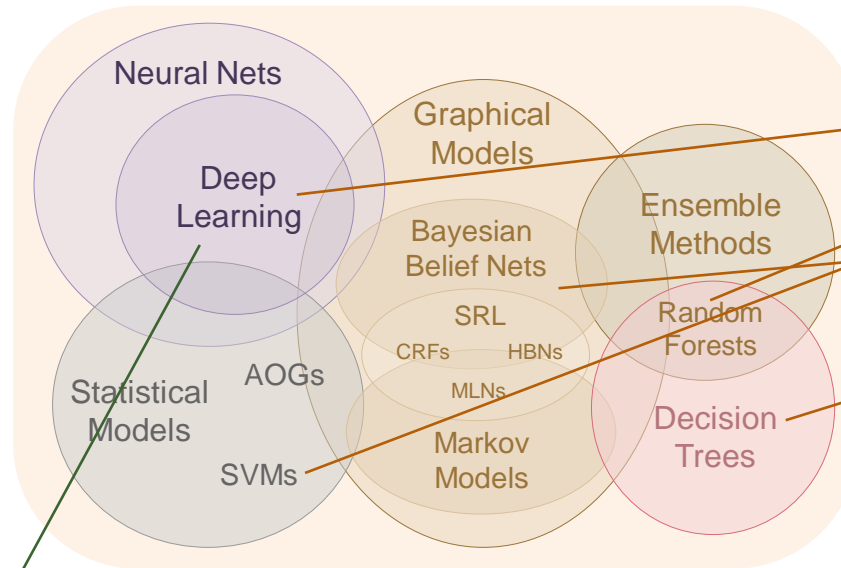 Neural Nets
Deep
Learning
Graphical
Models
Bayesian
Belief Nets
SRL
CRFs
HBNs
MLNs
Markov
Models
Ensemble
Methods
Random
Forests
Decision
Trees
Statistical
Models
AOGs
SVMs